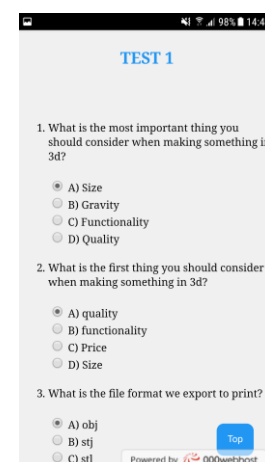 98% 14:4
TEST 1
1. What is the most important thing you
should consider when making something i
3d?
A) Size
B) Gravity
C) Functionality
D) Quality
2. What is the first thing you should consider
when making something in 3d?
A) quality
B) functionality
C) Price
D) Size
3. What is the file format we export to print?
A) obj
B) stj
Top
C) stl
Powered by 000webhost